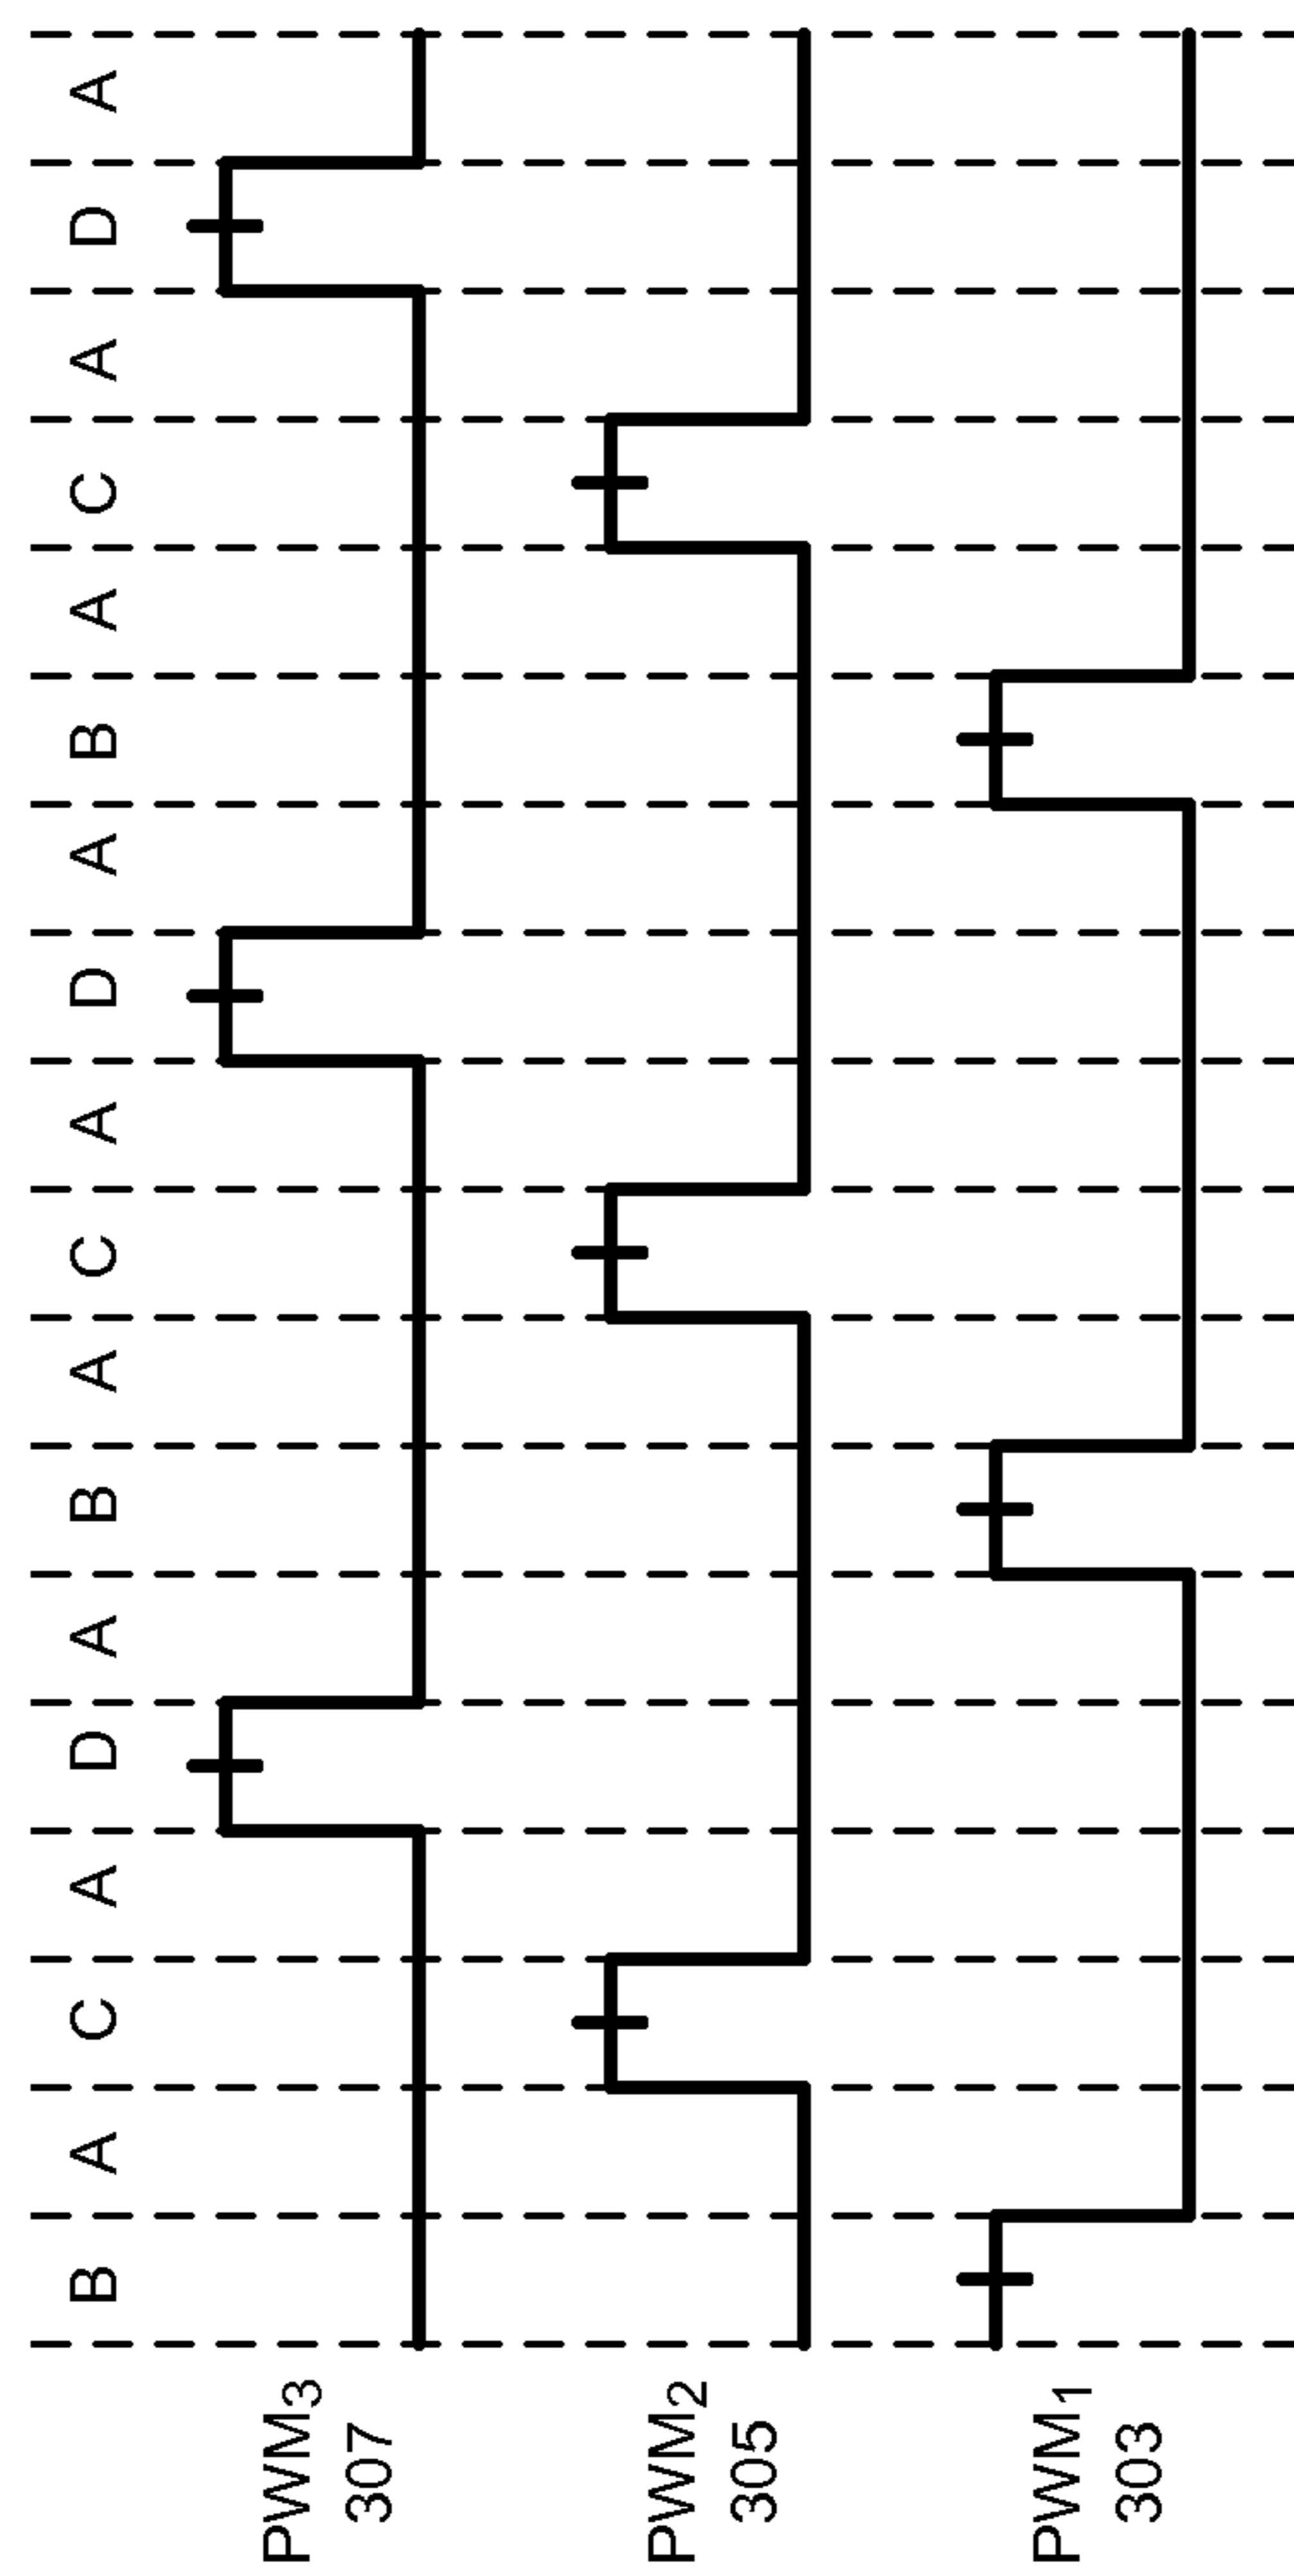 B A C A D A B A C A D A B A C A D A
PWM₃
307
PWM₂
305
PWM₁
303